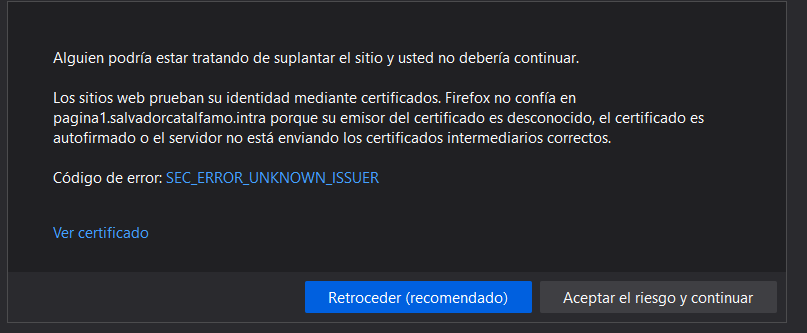 Alguien podría estar tratando de suplantar el sitio y usted no debería continuar.
Los sitios web prueban su identidad mediante certificados. Firefox no confía en
pagina1.salvadorcatalfamo.intra porque su emisor del certificado es desconocido, el certificado es
autofirmado o el servidor no está enviando los certificados intermediarios correctos.
Código de error: SEC_ERROR_UNKNOWN_ISSUER
Ver certificado
Retroceder (recomendado)
Aceptar el riesgo y continuar